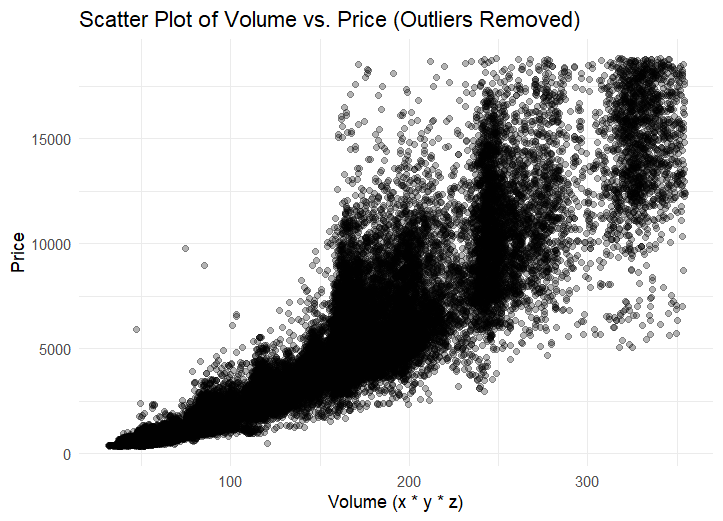 Scatter Plot of Volume vs. Price (Outliers Removed)
15000
10000
5000
0
Price
100 200 300
Volume (x * y * z)